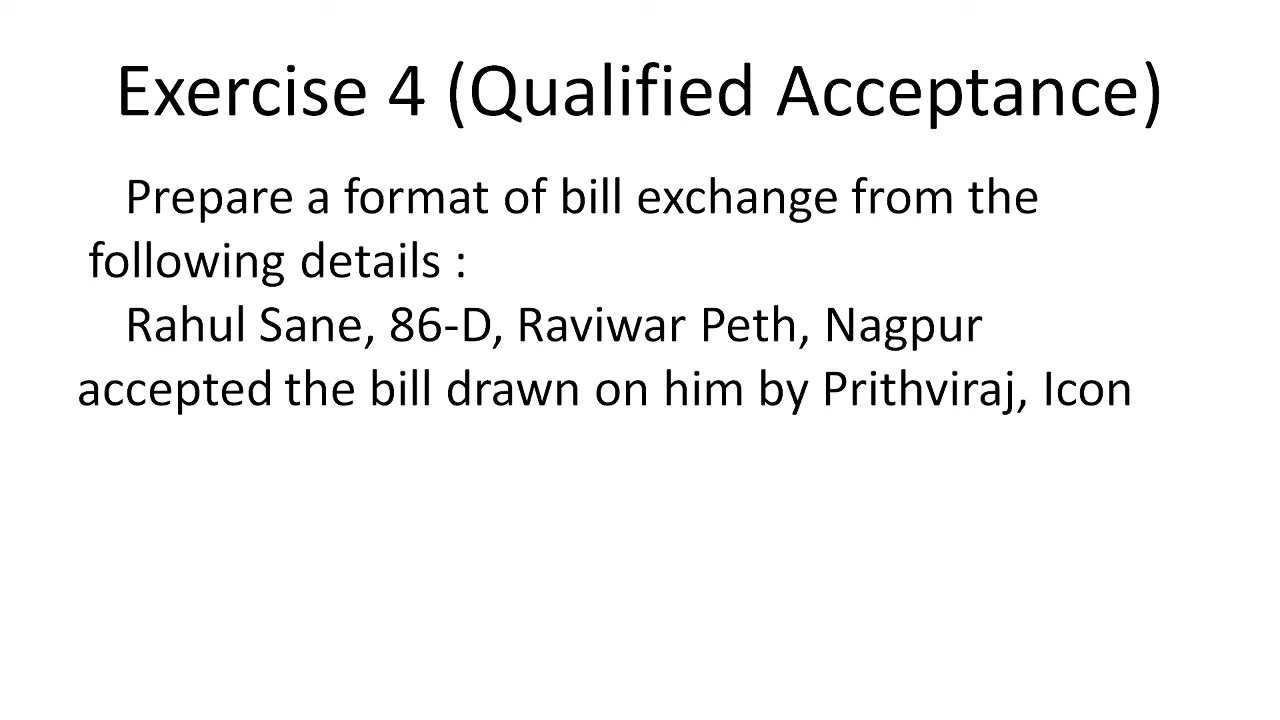 Exercise 4 (Qualified Acceptance)
Prepare a format of bill exchange from the
following details :
Rahul Sane, 86-D, Raviwar Peth, Nagpur
accepted the bill drawn on him by Prithviraj, Icon